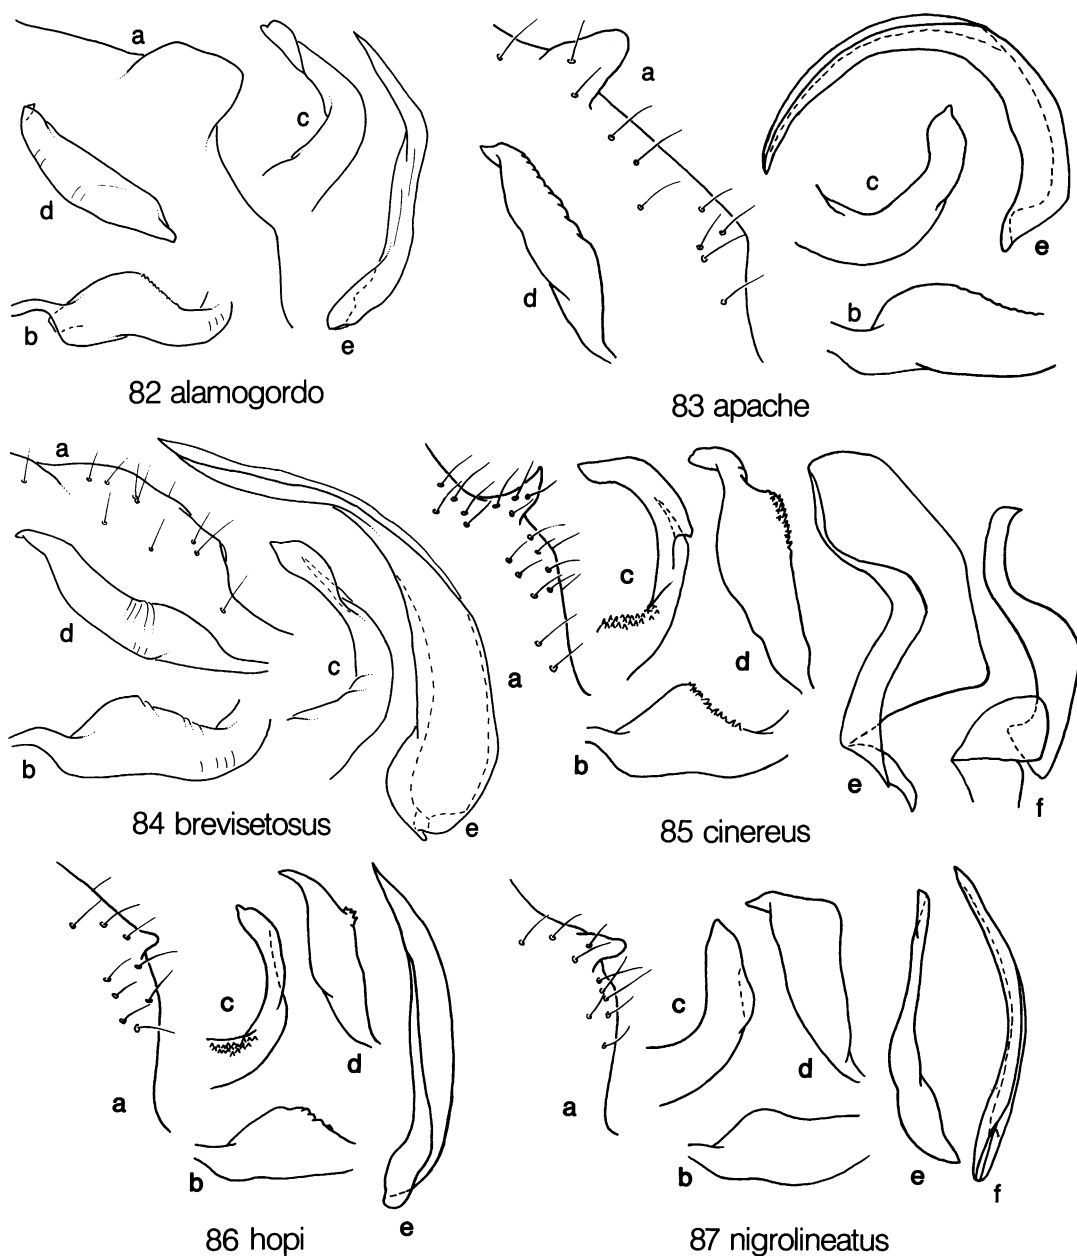 a
c
d
b
e
82 alamogordo
a
d
c
b
e
83 apache
a
d
c
b
e
84 brevisetosus
a
c
d
b
e
f
85 cinereus
a
c
d
b
e
86 hopi
a
c
d
b
e
f
87 nigrolineatus